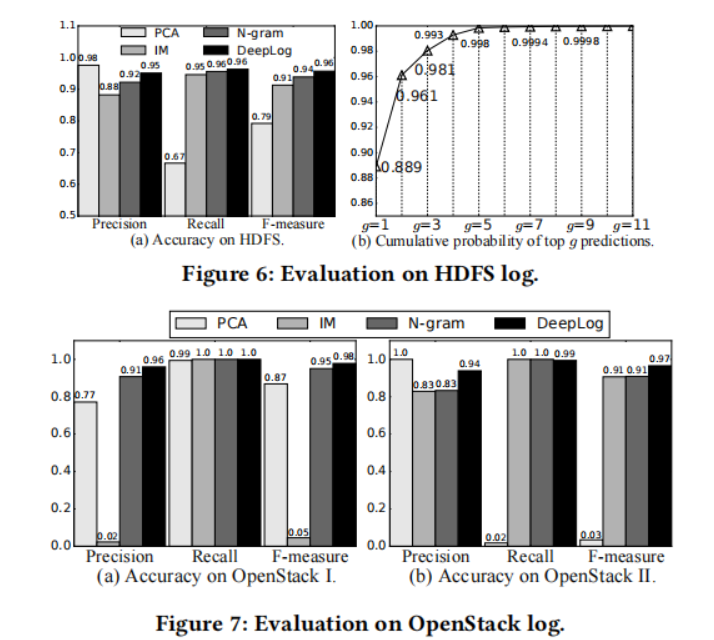 PCA N-gram
IM DeepLog
1.1
1.0
0.9
0.8
0.7
0.6
0.5
0.98 0.88 0.92 0.95
0.67 0.95 0.96 0.96
0.79 0.91 0.94 0.96
Precision Recall F-measure
(a) Accuracy on HDFS.
1.00
0.98
0.96
0.94
0.92
0.90
0.88
0.86
0.889
0.961
0.981
0.993
0.998
0.9994
0.9998
g=1 g=3 g=5 g=7 g=9 g=11
(b) Cumulative probability of top g predictions.
Figure 6: Evaluation on HDFS log.
PCA IM N-gram DeepLog
1.0
0.8
0.6
0.4
0.2
0.0
0.77 0.02 0.91 0.96
0.99 1.0 1.0 1.0
0.87 0.05 0.95 0.98
Precision Recall F-measure
(a) Accuracy on OpenStack I.
1.0
0.8
0.6
0.4
0.2
0.0
1.0 0.83 0.83 0.94
0.02 1.0 1.0 0.99
0.03 0.91 0.91 0.97
Precision Recall F-measure
(b) Accuracy on OpenStack II.
Figure 7: Evaluation on OpenStack log.